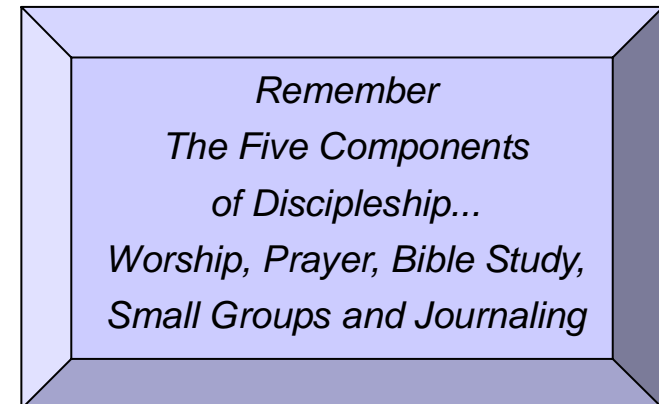 Remember
The Five Components
of Discipleship...
Worship, Prayer, Bible Study,
Small Groups and Journaling